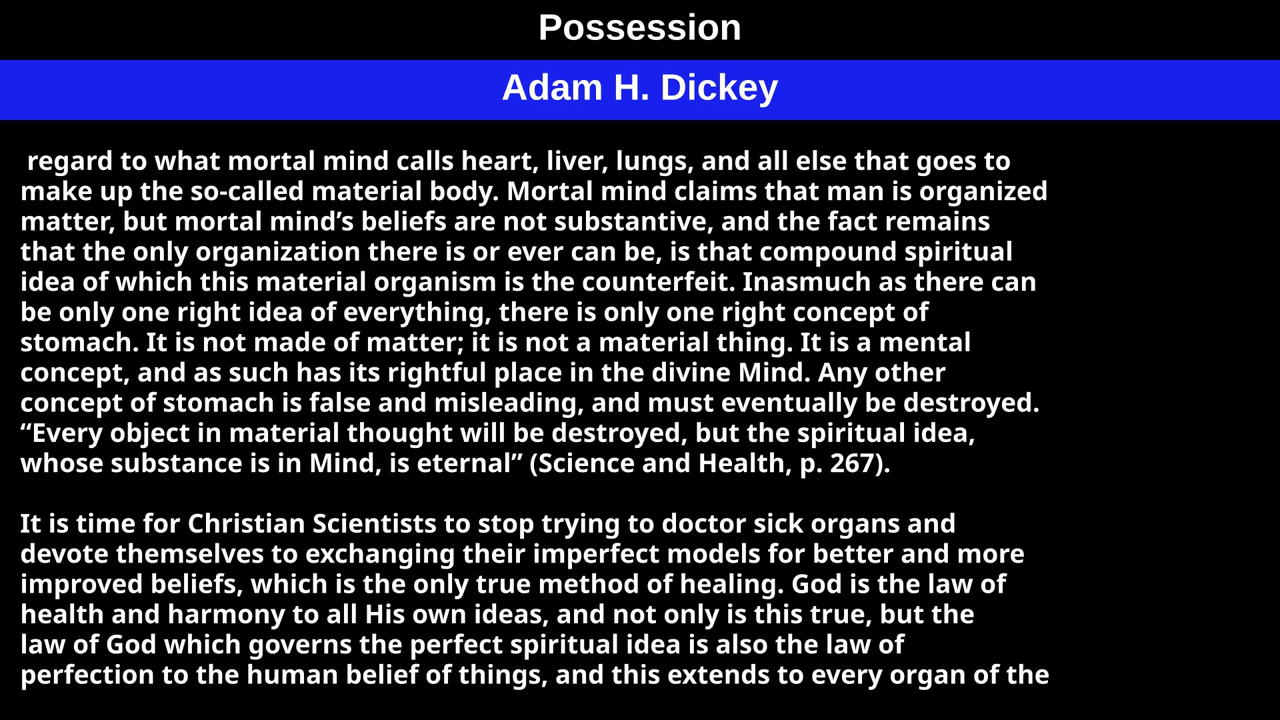 Possession
Adam H. Dickey
regard to what mortal mind calls heart, liver, lungs, and all else that goes to
make up the so-called material body. Mortal mind claims that man is organized
matter, but mortal mind’s beliefs are not substantive, and the fact remains
that the only organization there is or ever can be, is that compound spiritual
idea of which this material organism is the counterfeit. Inasmuch as there can
be only one right idea of everything, there is only one right concept of
stomach. It is not made of matter; it is not a material thing. It is a mental
concept, and as such has its rightful place in the divine Mind. Any other
concept of stomach is false and misleading, and must eventually be destroyed.
“Every object in material thought will be destroyed, but the spiritual idea,
whose substance is in Mind, is eternal” (Science and Health, p. 267).
It is time for Christian Scientists to stop trying to doctor sick organs and
devote themselves to exchanging their imperfect models for better and more
improved beliefs, which is the only true method of healing. God is the law of
health and harmony to all His own ideas, and not only is this true, but the
law of God which governs the perfect spiritual idea is also the law of
perfection to the human belief of things, and this extends to every organ of the